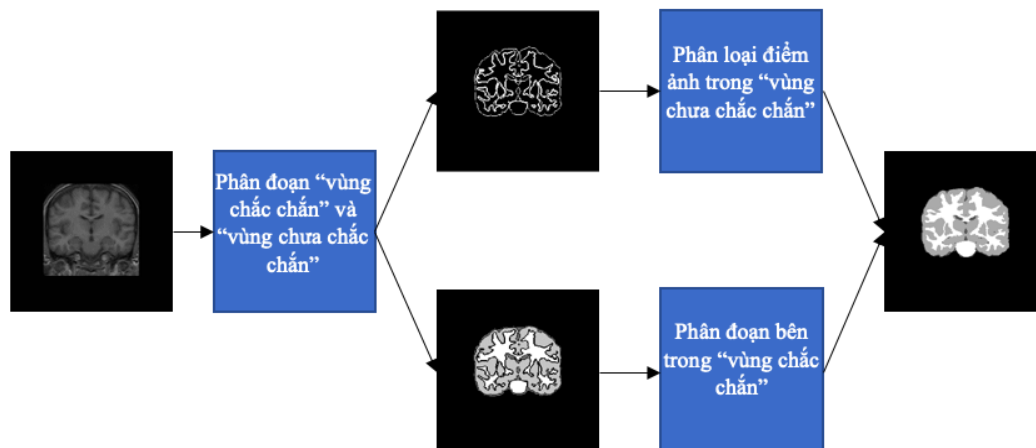 Phân loại điểm
ảnh trong “vùng
chưa chắc chắn”
Phân đoạn “vùng
chắc chắn” và
“vùng chưa chắc
chắn”
Phân đoạn bên
trong “vùng chắc
chắn”